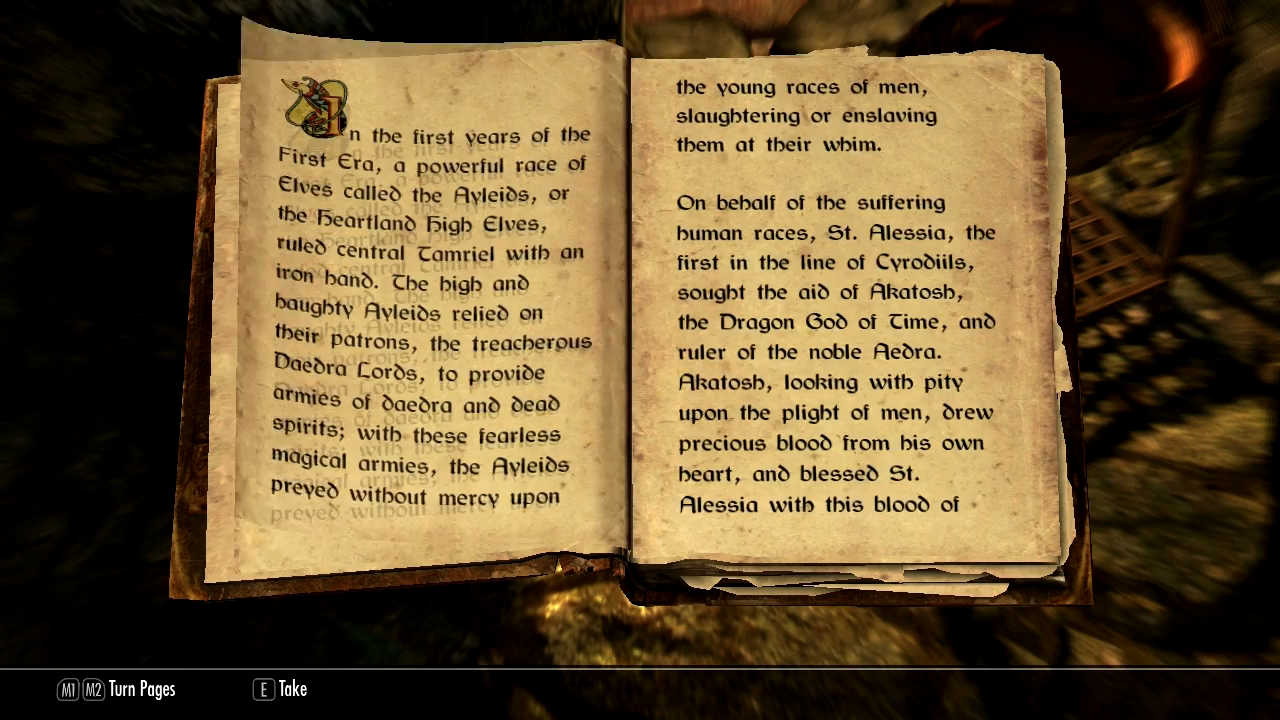 In the first years of the
First Era, a powerful race of
Elves called the Ayleids, or
the Heartland High Elves,
ruled central Tamriel with an
iron hand. The high and
haughty Ayleids relied on
their patrons, the treacherous
Daedra Lords, to provide
armies of daedra and dead
spirits; with these fearless
magical armies, the Ayleids
preyed without mercy upon
the young races of men,
slaughtering or enslaving
them at their whim.
On behalf of the suffering
human races, St. Alessia, the
first in the line of Cyrodiils,
sought the aid of Akatosh,
the Dragon God of Time, and
ruler of the noble Aedra.
Akatosh, looking with pity
upon the plight of men, drew
precious blood from his own
heart, and blessed St.
Alessia with this blood of
M1 M2 Turn Pages
E Take